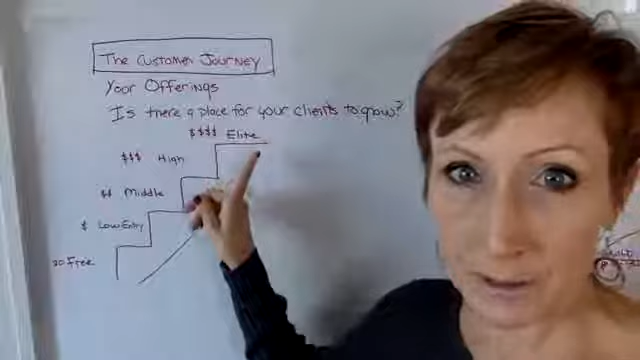 The Customer Journey
Your Offerings
Is there a place for your clients to grow?
$$$$ Elite
$$$ High
$$ Middle
$ Low Entry
Free